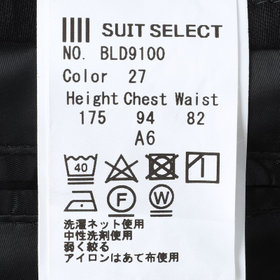 SUIT SELECT
NO. BLD9100
Color 27
Height Chest Waist
175 94 82
A6
40
F W
洗濯ネット使用
中性洗剤使用
弱く絞る
アイロンはあて布使用